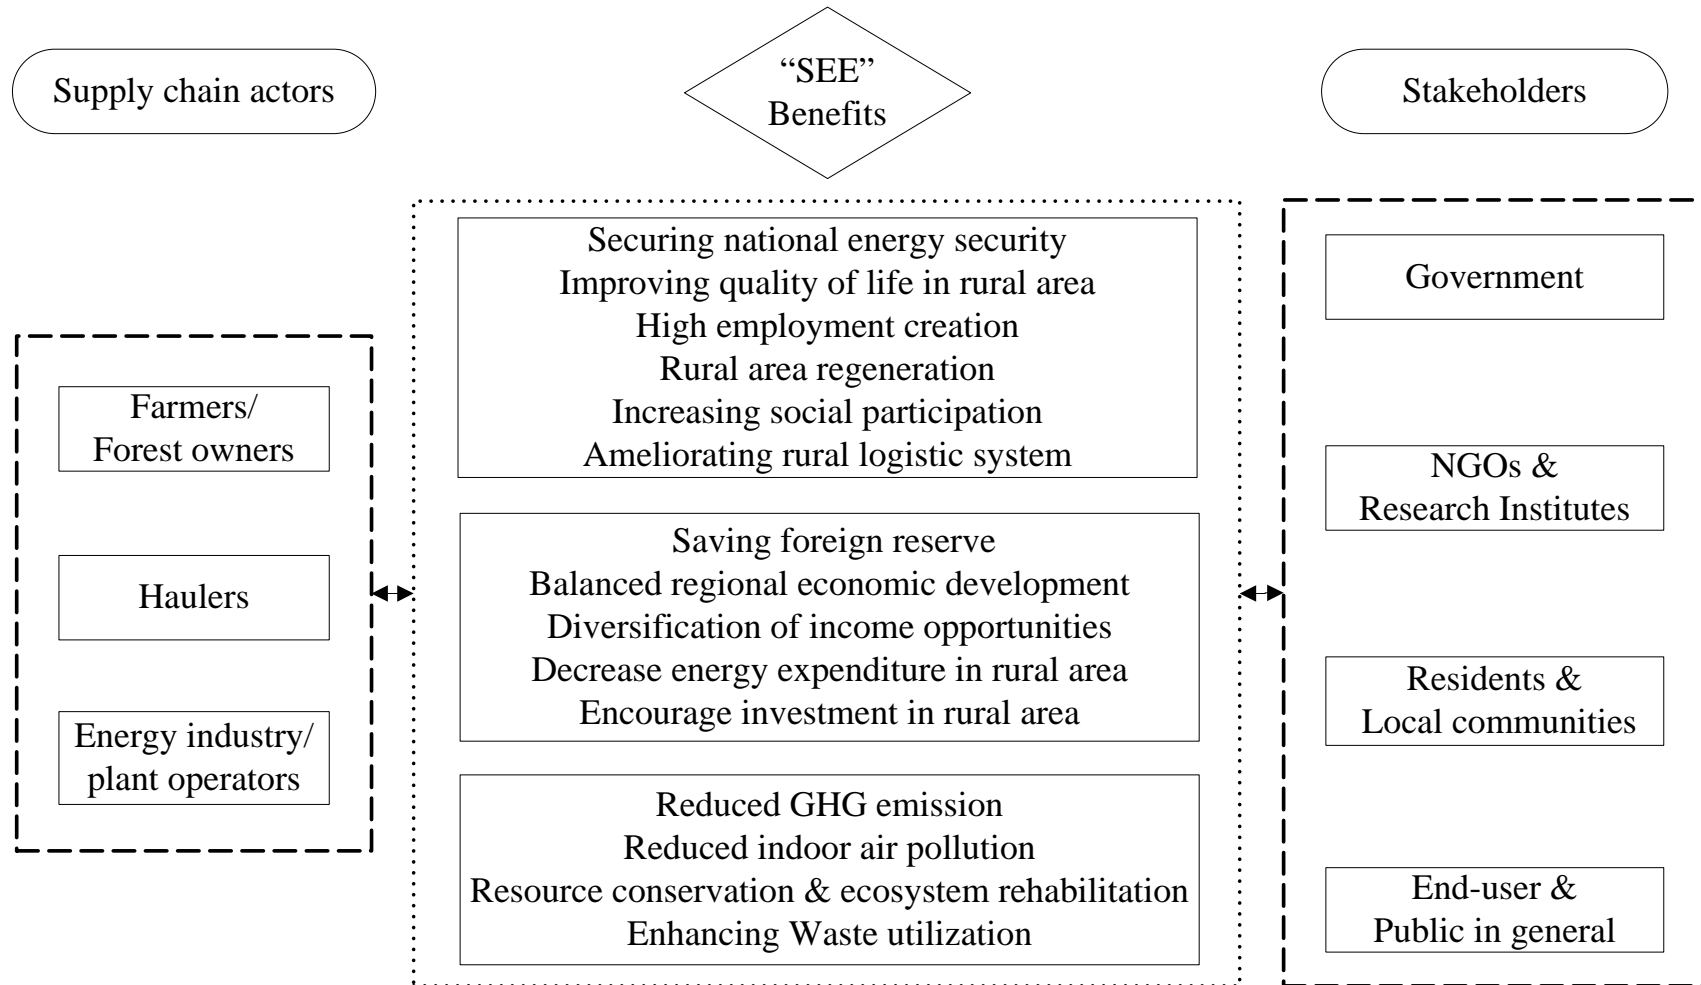 Supply chain actors
“SEE”
Benefits
Stakeholders
Farmers/
Forest owners
Haulers
Energy industry/
plant operators
Securing national energy security
Improving quality of life in rural area
High employment creation
Rural area regeneration
Increasing social participation
Ameliorating rural logistic system
Saving foreign reserve
Balanced regional economic development
Diversification of income opportunities
Decrease energy expenditure in rural area
Encourage investment in rural area
Reduced GHG emission
Reduced indoor air pollution
Resource conservation & ecosystem rehabilitation
Enhancing Waste utilization
Government
NGOs &
Research Institutes
Residents &
Local communities
End-user &
Public in general